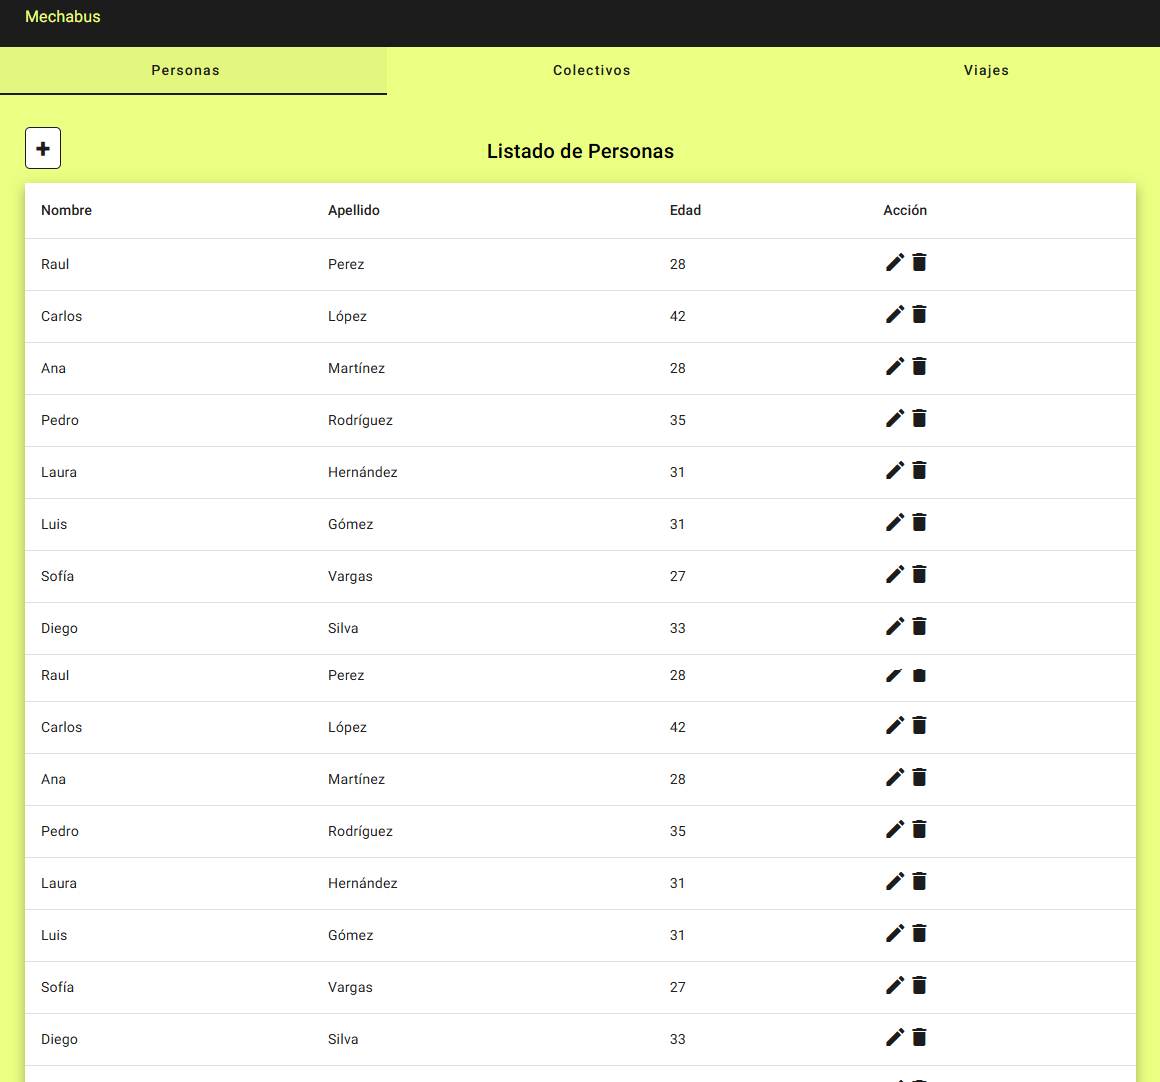 Mechabus
Personas Colectivos Viajes
Listado de Personas
Nombre Apellido Edad Acción
Raul Perez 28
Carlos López 42
Ana Martínez 28
Pedro Rodríguez 35
Laura Hernández 31
Luis Gómez 31
Sofía Vargas 27
Diego Silva 33
Raul Perez 28
Carlos López 42
Ana Martínez 28
Pedro Rodríguez 35
Laura Hernández 31
Luis Gómez 31
Sofía Vargas 27
Diego Silva 33